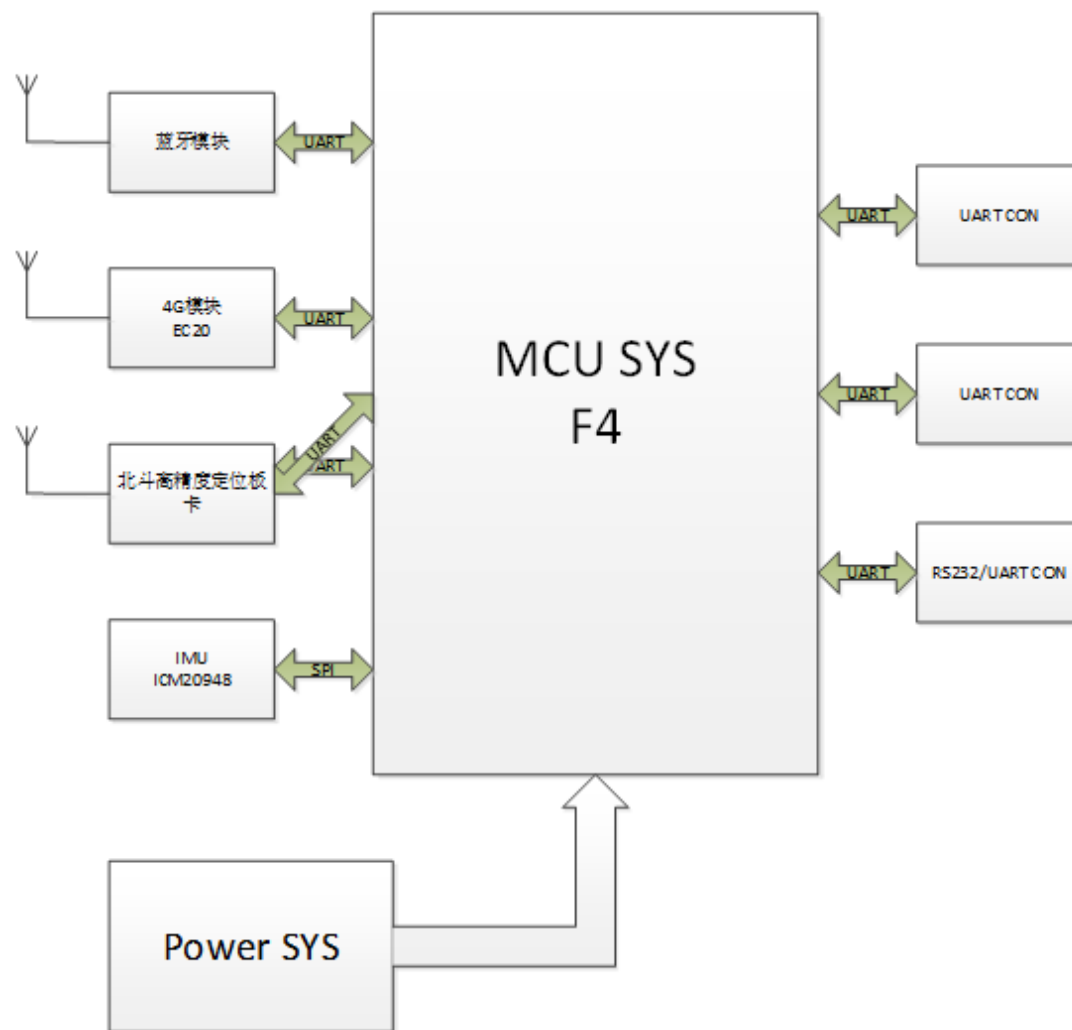 蓝牙模块
UART
UART CON
UART
4G模块
EC20
UART
MCU SYS
F4
UART
UART CON
UART
UART
北斗高精度定位板
卡
UART
RS232/UART CON
IMU
ICM20948
SPI
Power SYS